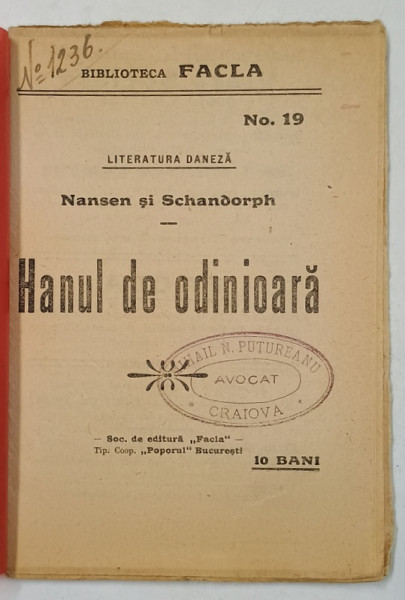 No 1236.
BIBLIOTECA FACLA
No. 19
LITERATURA DANEZĂ
Nansen și Schandorph
Hanul de odinioară
MIHAIL N. PUTUREANU
AVOCAT
CRAIOVA
— Soc. de editură „Facla" —
Tip. Coop. „Poporul" București
10 BANI